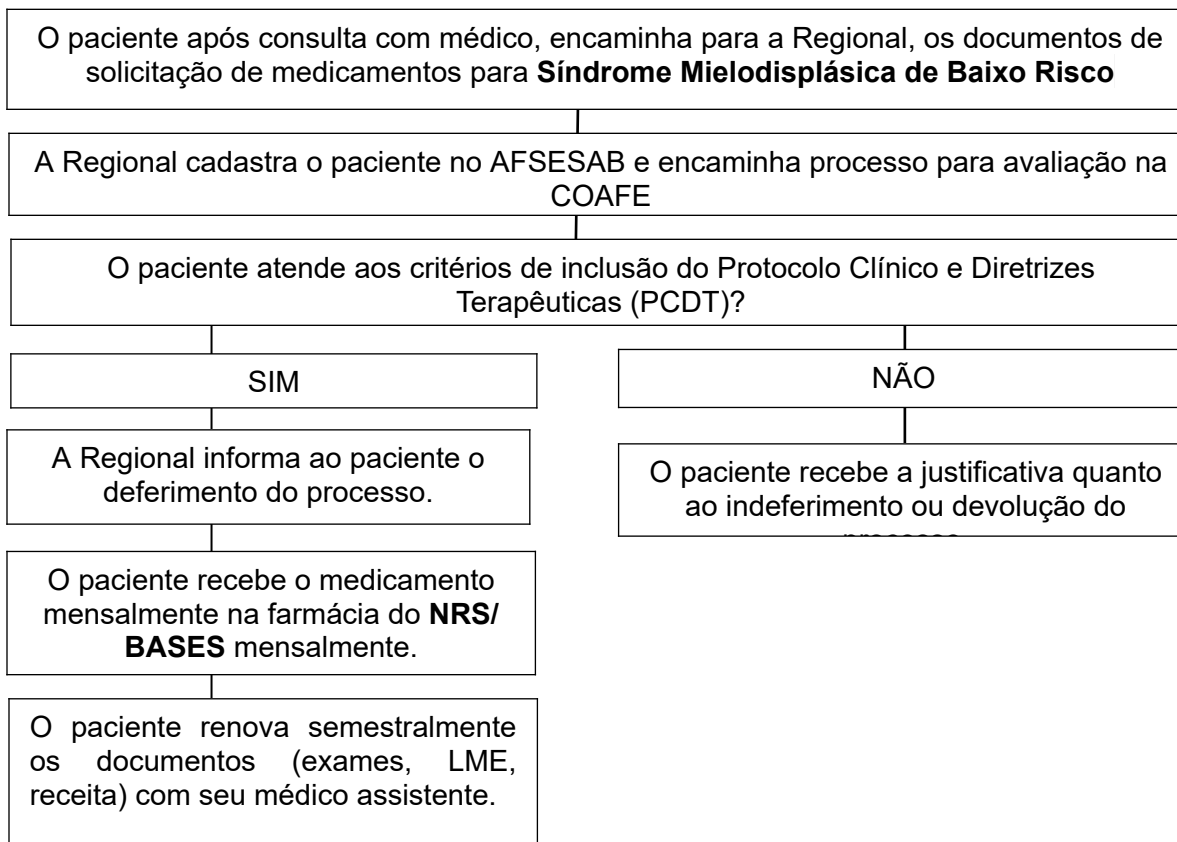 O paciente após consulta com médico, encaminha para a Regional, os documentos de
solicitação de medicamentos para Síndrome Mielodisplásica de Baixo Risco
A Regional cadastra o paciente no AFSESAB e encaminha processo para avaliação na
COAFE
O paciente atende aos critérios de inclusão do Protocolo Clínico e Diretrizes
Terapêuticas (PCDT)?
SIM
NÃO
A Regional informa ao paciente o
deferimento do processo.
O paciente recebe a justificativa quanto
ao indeferimento ou devolução do
O paciente recebe o medicamento
mensalmente na farmácia do NRS/
BASES mensalmente.
O paciente renova semestralmente
os documentos (exames, LME,
receita) com seu médico assistente.